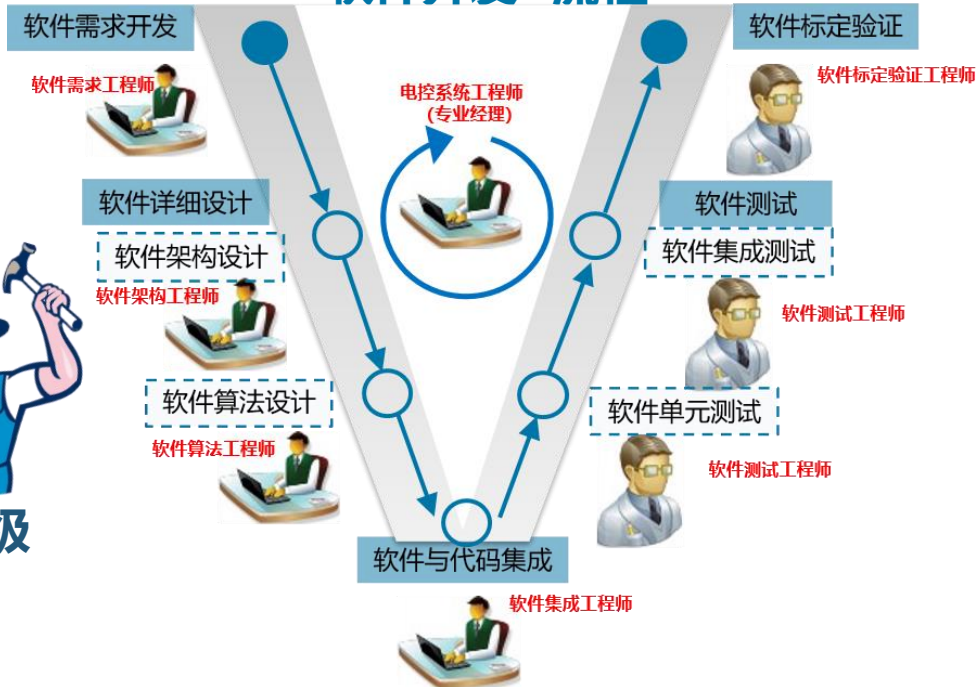 软件需求开发
软件标定验证
软件需求工程师
软件标定验证工程师
电控系统工程师
(专业经理)
软件详细设计
软件测试
软件架构设计
软件集成测试
软件架构工程师
软件测试工程师
软件算法设计
软件单元测试
软件算法工程师
软件测试工程师
级
软件与代码集成
软件集成工程师